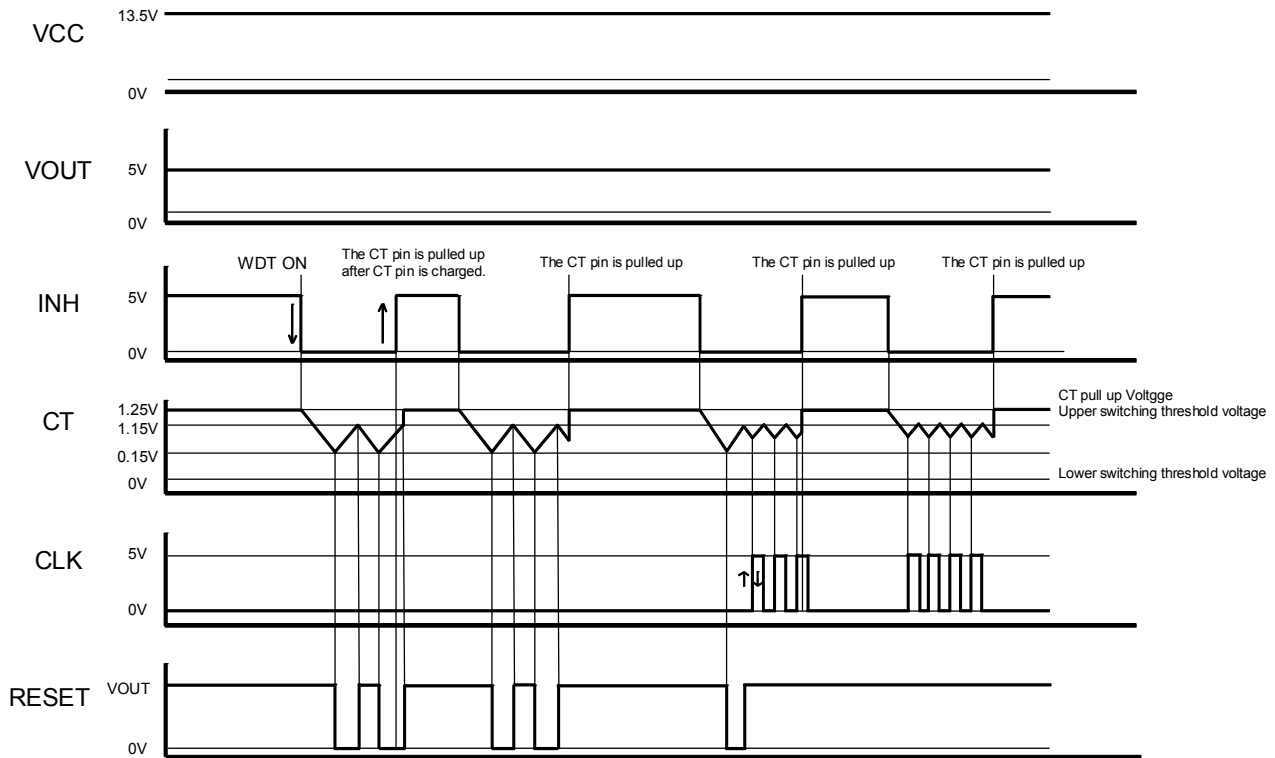 13.5V
VCC
0V
VOUT
5V
0V
WDT ON
The CT pin is pulled up
after CT pin is charged.
The CT pin is pulled up
The CT pin is pulled up
The CT pin is pulled up
INH
5V
0V
CT
1.25V
1.15V
0.15V
0V
CT pull up Voltgge
Upper switching threshold voltage
Lower switching threshold voltage
CLK
5V
0V
RESET
VOUT
0V